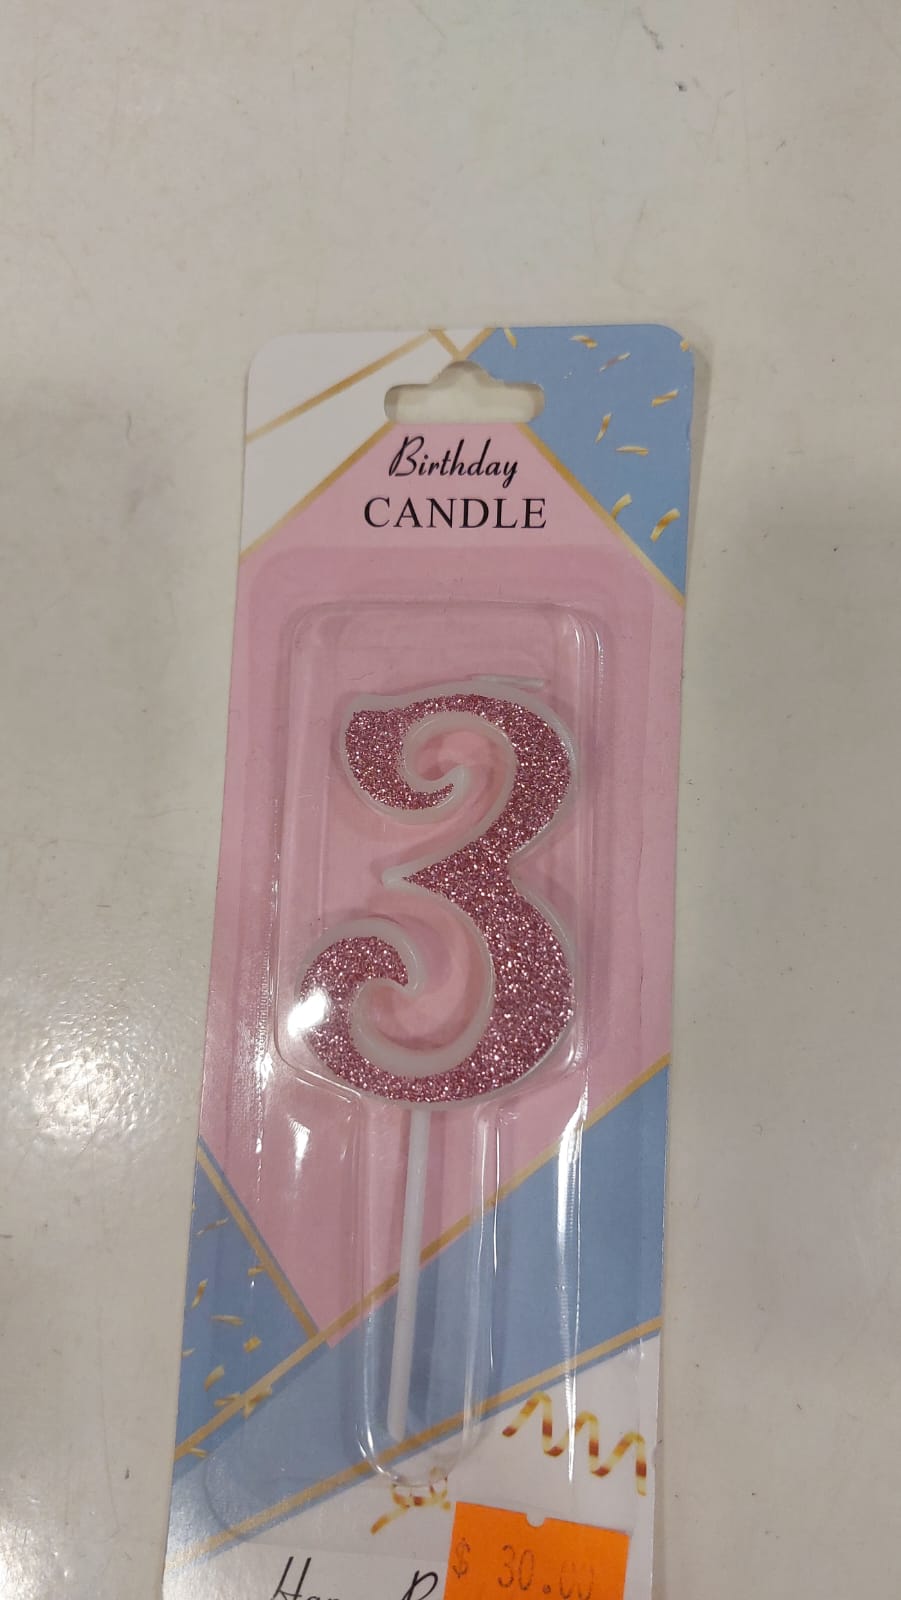 Birthday
CANDLE
3
$ 30.00